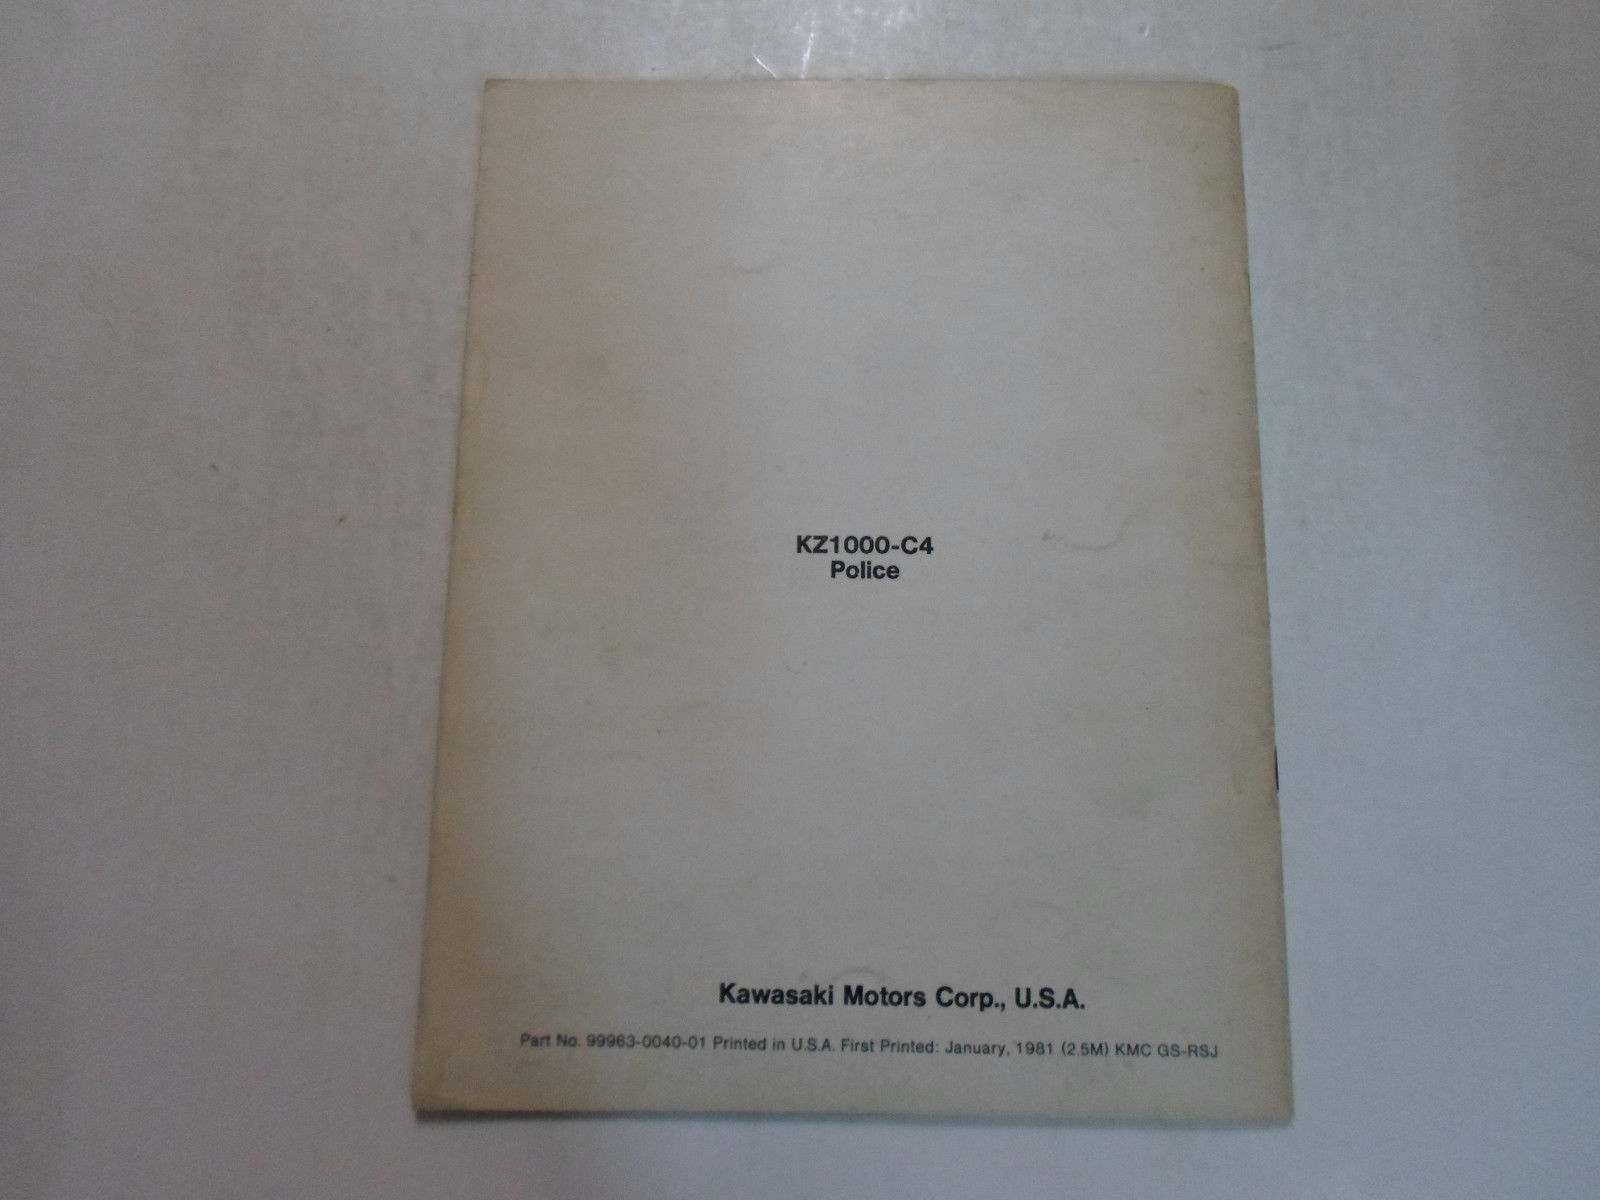 KZ1000-C4
Police
Kawasaki Motors Corp., U.S.A.
Part No. 99963-0040-01 Printed in U.S.A. First Printed: January, 1981 (2.5M) KMC GS-RSJ